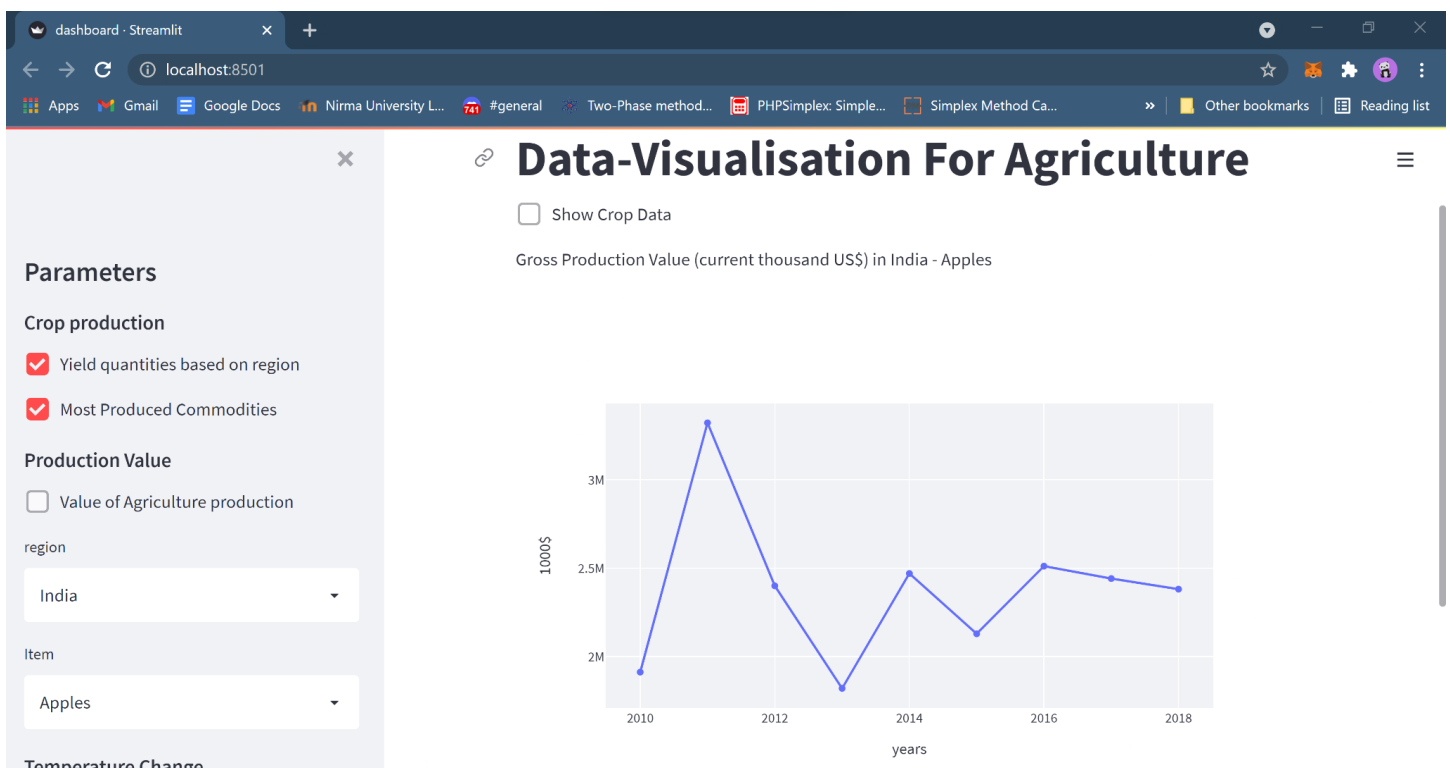 dashboard · Streamlit
localhost:8501
Apps Gmail Google Docs Nirma University L... 741 #general Two-Phase method... PHPSimplex: Simple... Simplex Method Ca... » Other bookmarks Reading list
Parameters
Crop production
Yield quantities based on region
Most Produced Commodities
Production Value
Value of Agriculture production
region
India
Item
Apples
Temperature Change
Data-Visualisation For Agriculture
Show Crop Data
Gross Production Value (current thousand US$) in India - Apples
3M
2.5M
2M
1000$
2010 2012 2014 2016 2018
years